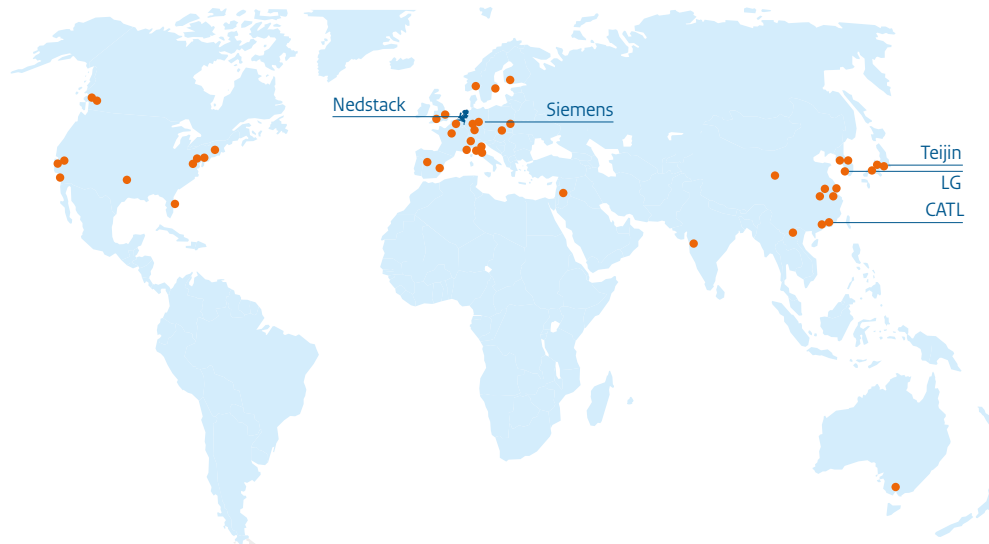 Nedstack
Siemens
Teijin
LG
CATL